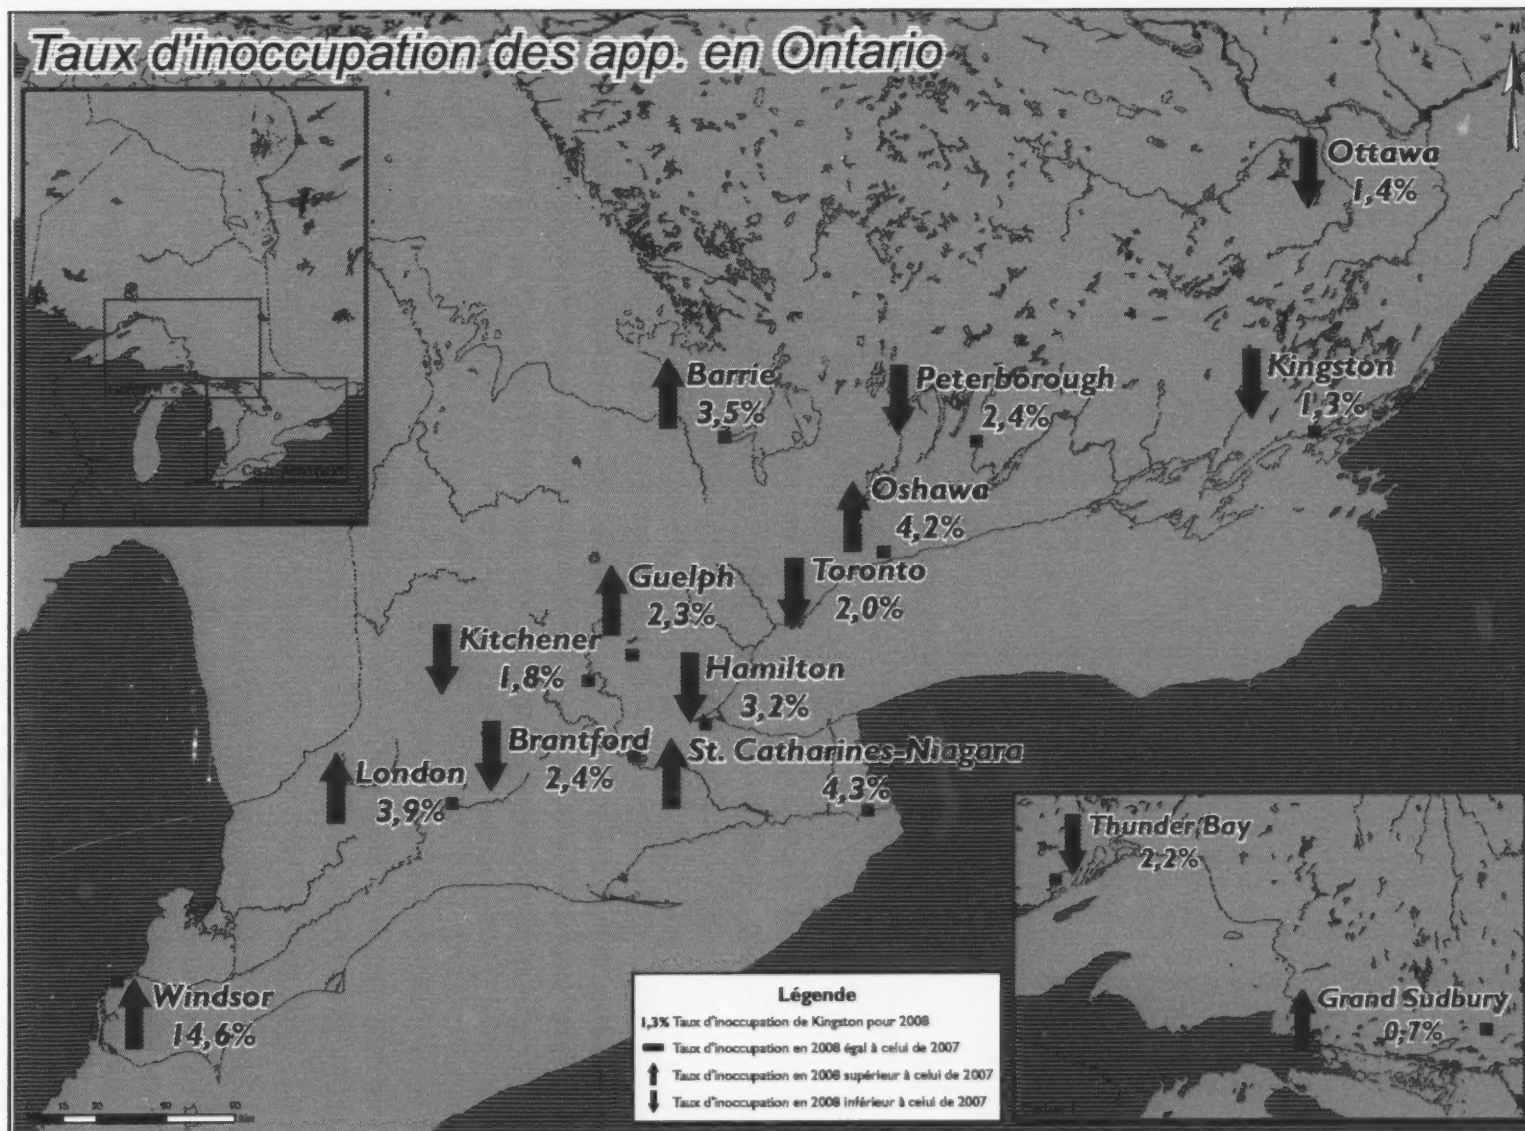 Taux d'inoccupation des app. en Ontario
N
Ottawa
1,4%
Barrie
3,5%
Peterborough
2,4%
Kingston
1,3%
Oshawa
4,2%
Guelph
2,3%
Toronto
2,0%
Kitchener
1,8%
Hamilton
3,2%
Brantford
2,4%
St. Catharines-Niagara
4,3%
London
3,9%
Thunder Bay
2,2%
Windsor
14,6%
Grand Sudbury
0,7%
Légende
1,3% Taux d'inoccupation de Kingston pour 2008
Taux d'inoccupation en 2008 égal à celui de 2007
Taux d'inoccupation en 2008 supérieur à celui de 2007
Taux d'inoccupation en 2008 inférieur à celui de 2007
15 30 60